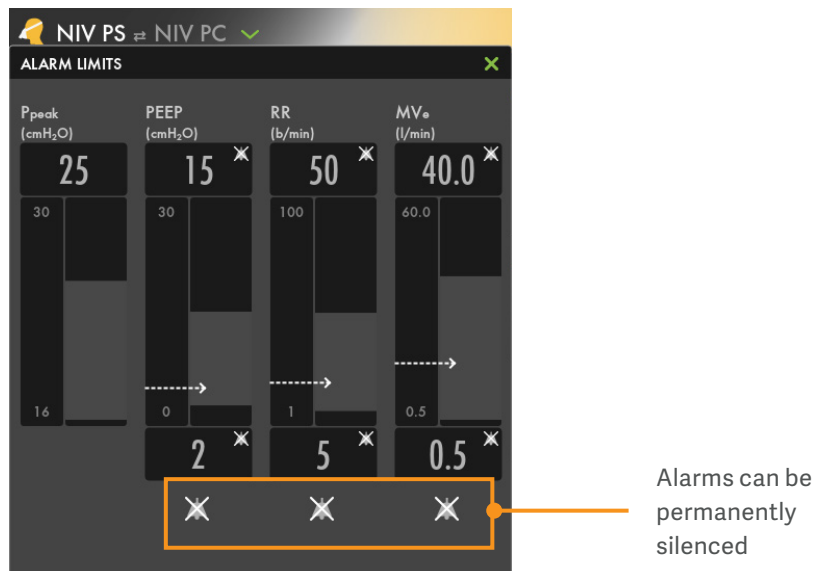 NIV PS ⇄ NIV PC
ALARM LIMITS
Ppeak PEEP RR MVe
(cmH₂O) (cmH₂O) (b/min) (l/min)
25 15 50 40.0
30 30 100 60.0
16 0 1 0.5
2 5 0.5
Alarms can be
permanently
silenced